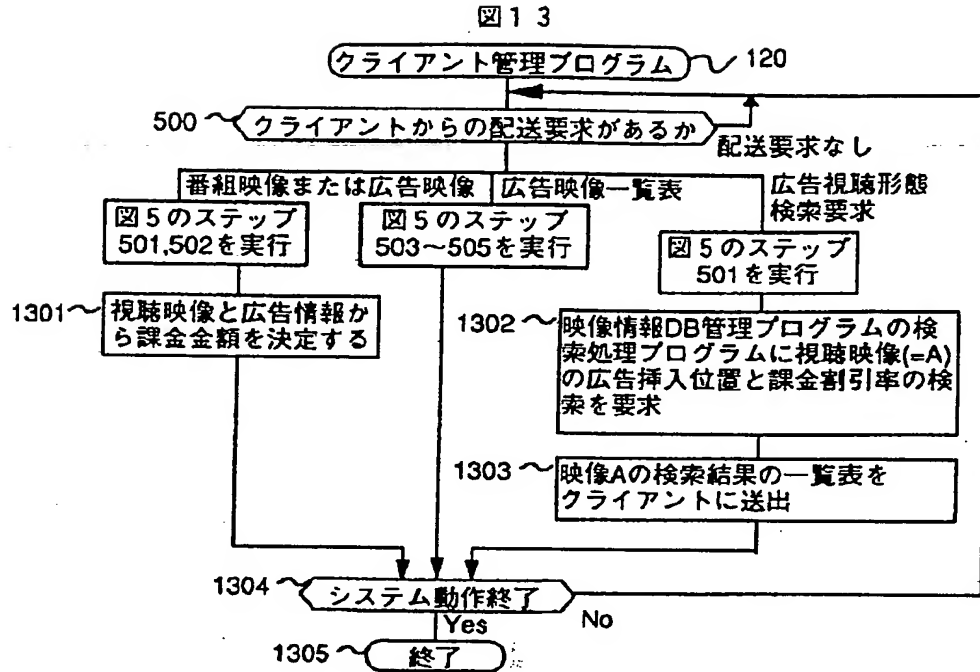 図13
クライアント管理プログラム 120
500 クライアントからの配送要求があるか
配送要求なし
番組映像または広告映像
広告映像一覧表
広告視聴形態
検索要求
図5のステップ
501,502を実行
図5のステップ
503～505を実行
図5のステップ
501を実行
1301 視聴映像と広告情報か
ら課金金額を決定する
1302 映像情報DB管理プログラムの検
索処理プログラムに視聴映像(=A)
の広告挿入位置と課金割引率の検
索を要求
1303 映像Aの検索結果の一覧表を
クライアントに送出
1304 システム動作終了
Yes
No
1305 終了